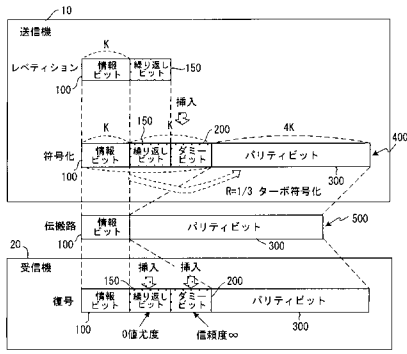 10
送信機
K
レペティション
情報
ビット
繰り返し
ビット
150
100
挿入
K
150
K
200
4K
符号化
情報
ビット
繰り返し
ビット
ダミー
ビット
パリティビット
400
100
R=1/3 ターボ符号化
300
伝搬路
情報
ビット
パリティビット
500
100
300
20
受信機
挿入
挿入
150
200
復号
情報
ビット
繰り返し
ビット
ダミー
ビット
パリティビット
100
0値尤度
信頼度∞
300